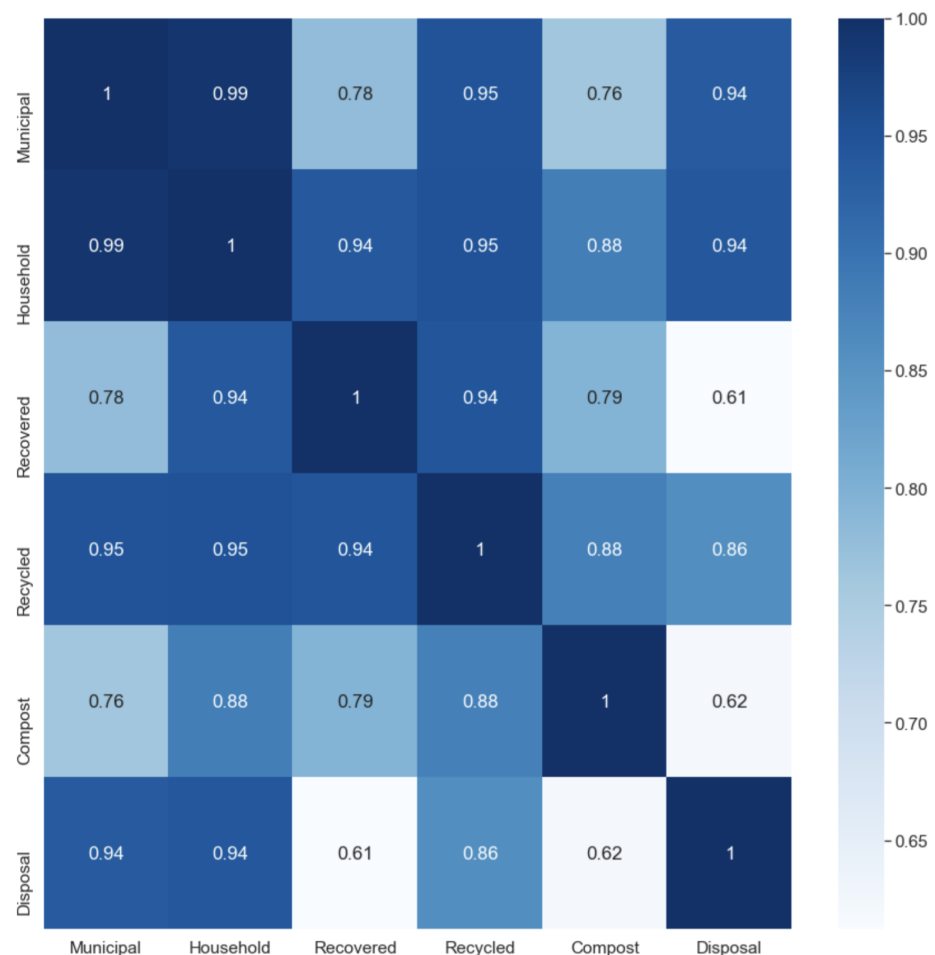 Municipal 1 0.99 0.78 0.95 0.76 0.94
Household 0.99 1 0.94 0.95 0.88 0.94
Recovered 0.78 0.94 1 0.94 0.79 0.61
Recycled 0.95 0.95 0.94 1 0.88 0.86
Compost 0.76 0.88 0.79 0.88 1 0.62
Disposal 0.94 0.94 0.61 0.86 0.62 1
Municipal Household Recovered Recycled Compost Disposal
1.00
0.95
0.90
0.85
0.80
0.75
0.70
0.65